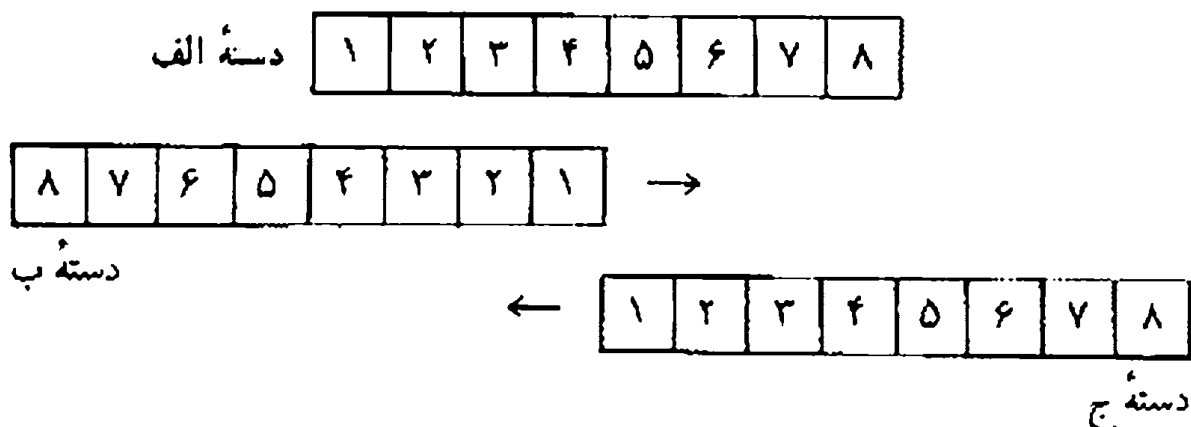 دستهٔ الف ۱ ۲ ۳ ۴ ۵ ۶ ۷ ۸
۸ ۷ ۶ ۵ ۴ ۳ ۲ ۱ →
دستهٔ ب
← ۱ ۲ ۳ ۴ ۵ ۶ ۷ ۸
دستهٔ ج